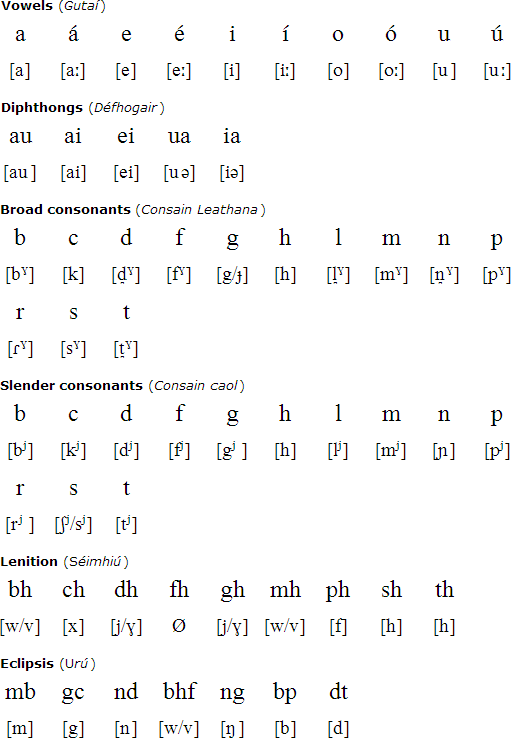 Vowels (Gutaí)
a á e é i í o ó u ú
[a] [aː] [e] [eː] [i] [iː] [o] [oː] [u] [uː]
Diphthongs (Défhogair)
au ai ei ua ia
[au] [ai] [ei] [uə] [iə]
Broad consonants (Consain Leathana)
b c d f g h l m n p
[bˠ] [k] [d̪ˠ] [fˠ] [g/ɟ] [h] [l̪ˠ] [mˠ] [n̪ˠ] [pˠ]
r s t
[ɾˠ] [sˠ] [t̪ˠ]
Slender consonants (Consain caol)
b c d f g h l m n p
[bʲ] [kʲ] [dʲ] [fʲ] [gʲ] [h] [lʲ] [mʲ] [ɲ] [pʲ]
r s t
[rʲ] [ʃʲ/sʲ] [tʲ]
Lenition (Séimhiú)
bh ch dh fh gh mh ph sh th
[w/v] [x] [j/ɣ] Ø [j/ɣ] [w/v] [f] [h] [h]
Eclipsis (Urú)
mb gc nd bhf ng bp dt
[m] [g] [n] [w/v] [ŋ] [b] [d]